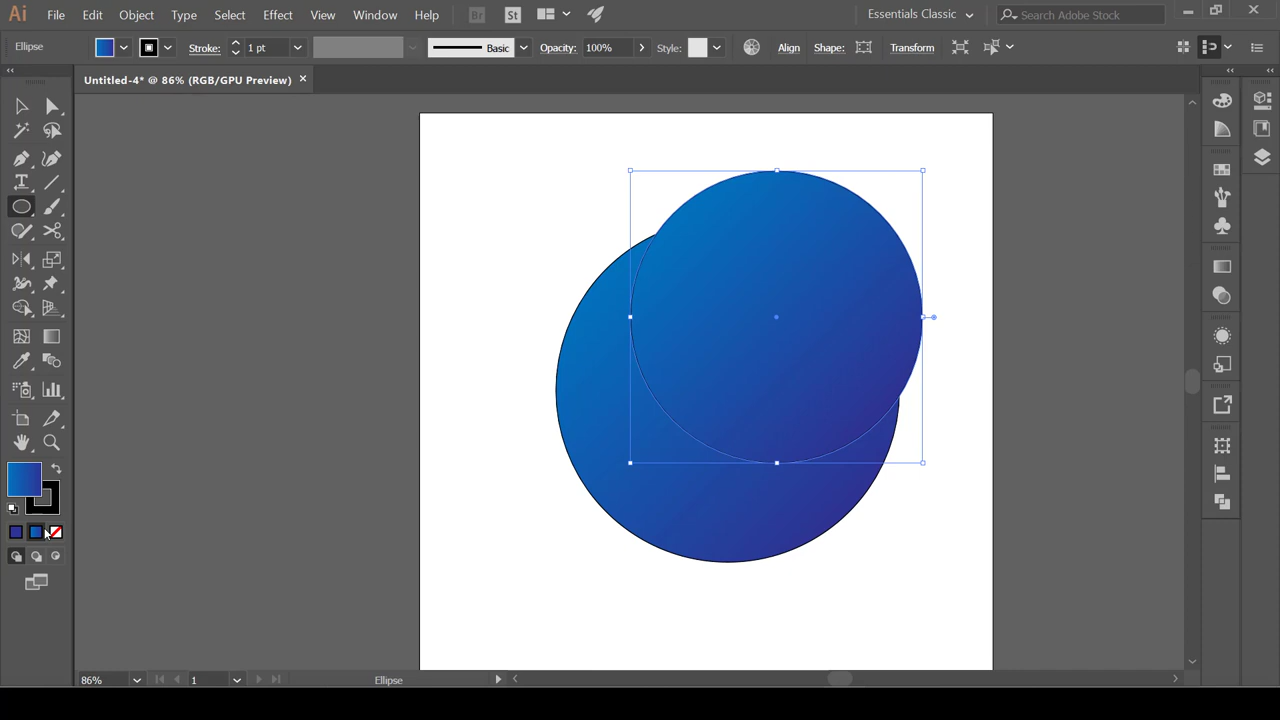 Ai File Edit Object Type Select Effect View Window Help Br St Essentials Classic Search Adobe Stock
Ellipse Stroke: 1 pt Basic Opacity: 100% Style: Align Shape: Transform
Untitled-4* @ 86% (RGB/GPU Preview)
T
86% 1 Ellipse